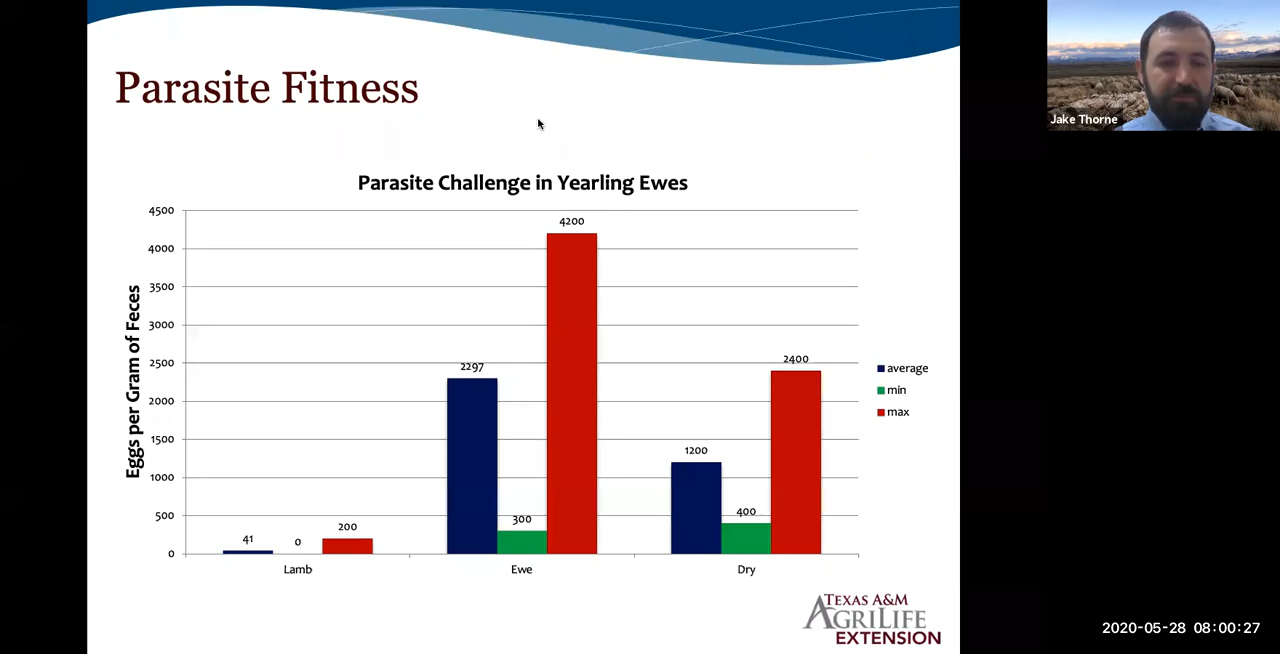 Parasite Fitness
Parasite Challenge in Yearling Ewes
Eggs per Gram of Feces
4500
4000
3500
3000
2500
2000
1500
1000
500
0
41
0
200
2297
300
4200
1200
400
2400
Lamb
Ewe
Dry
average
min
max
TEXAS A&M
AGRILIFE
EXTENSION
Jake Thorne
2020-05-28 08:00:27